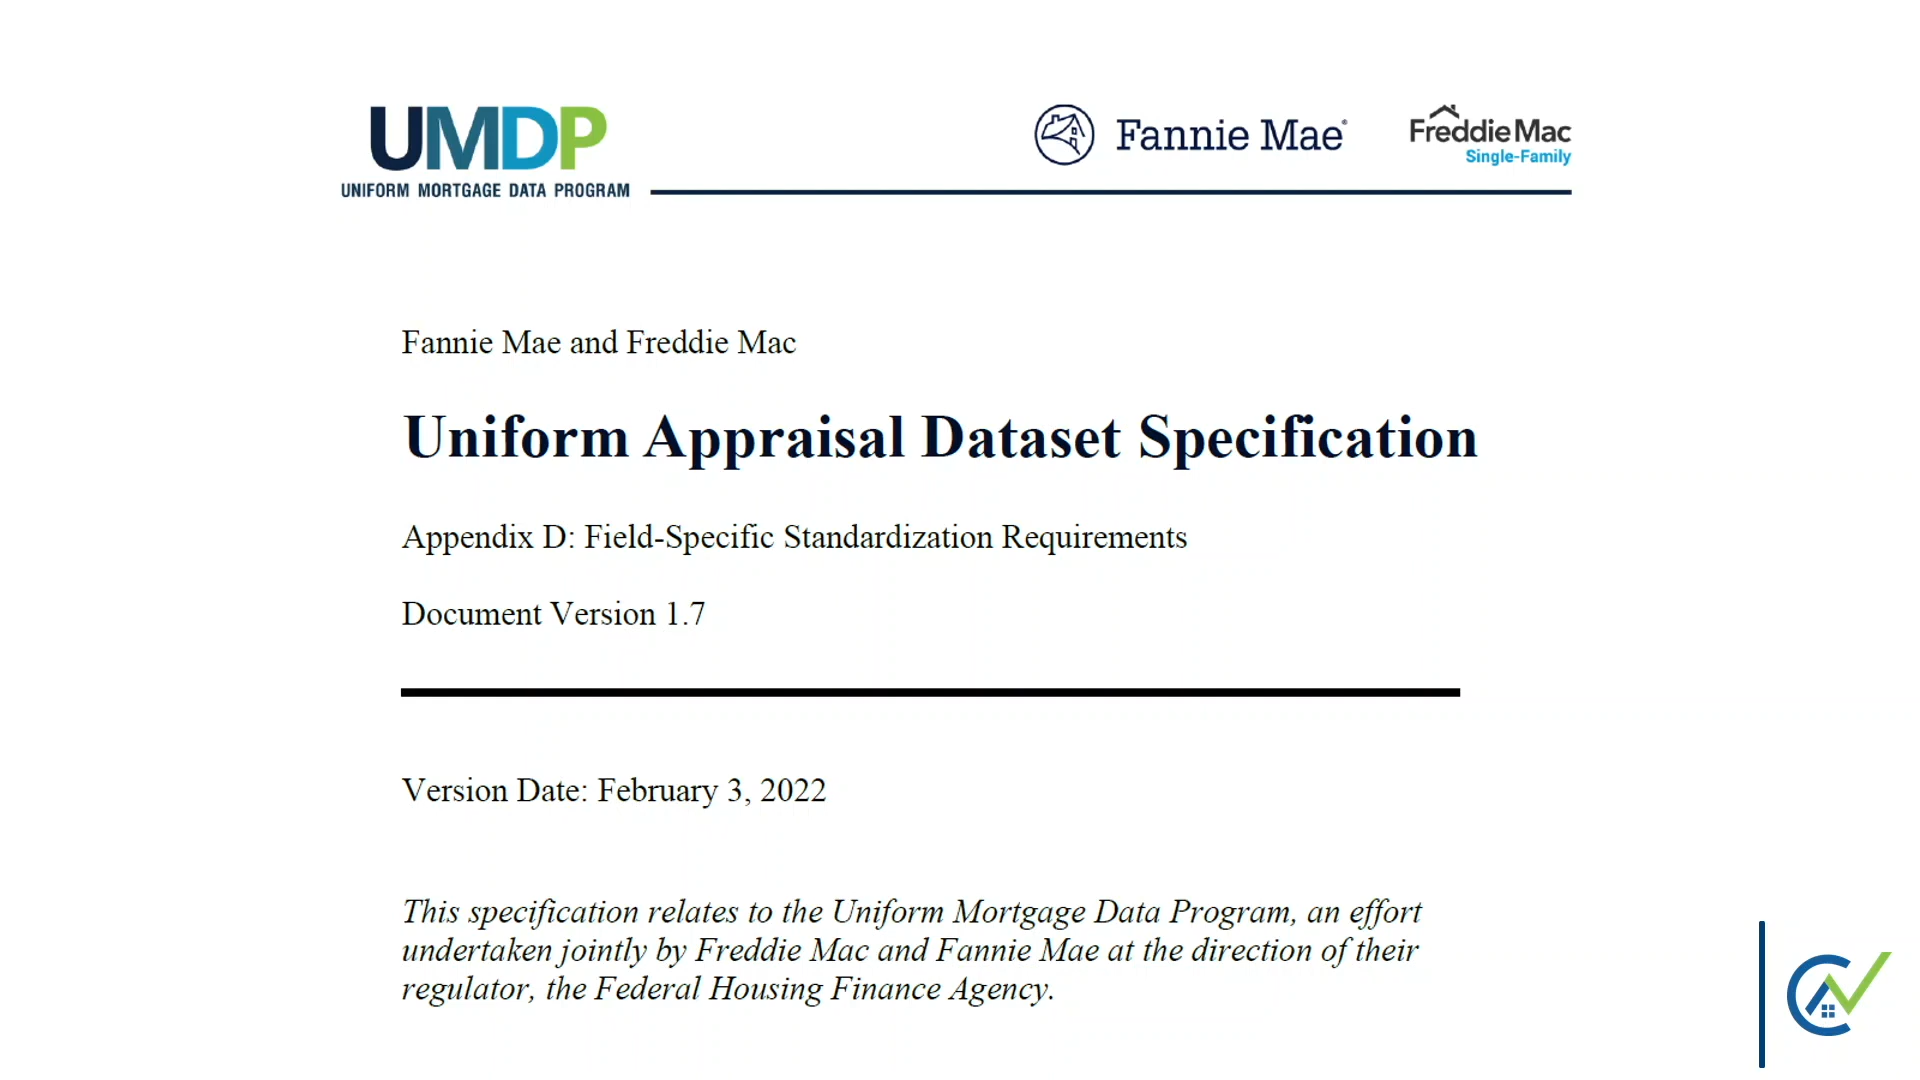 UMDP
UNIFORM MORTGAGE DATA PROGRAM
Fannie Mae®
Freddie Mac
Single-Family
Fannie Mae and Freddie Mac
Uniform Appraisal Dataset Specification
Appendix D: Field-Specific Standardization Requirements
Document Version 1.7
Version Date: February 3, 2022
This specification relates to the Uniform Mortgage Data Program, an effort
undertaken jointly by Freddie Mac and Fannie Mae at the direction of their
regulator, the Federal Housing Finance Agency.